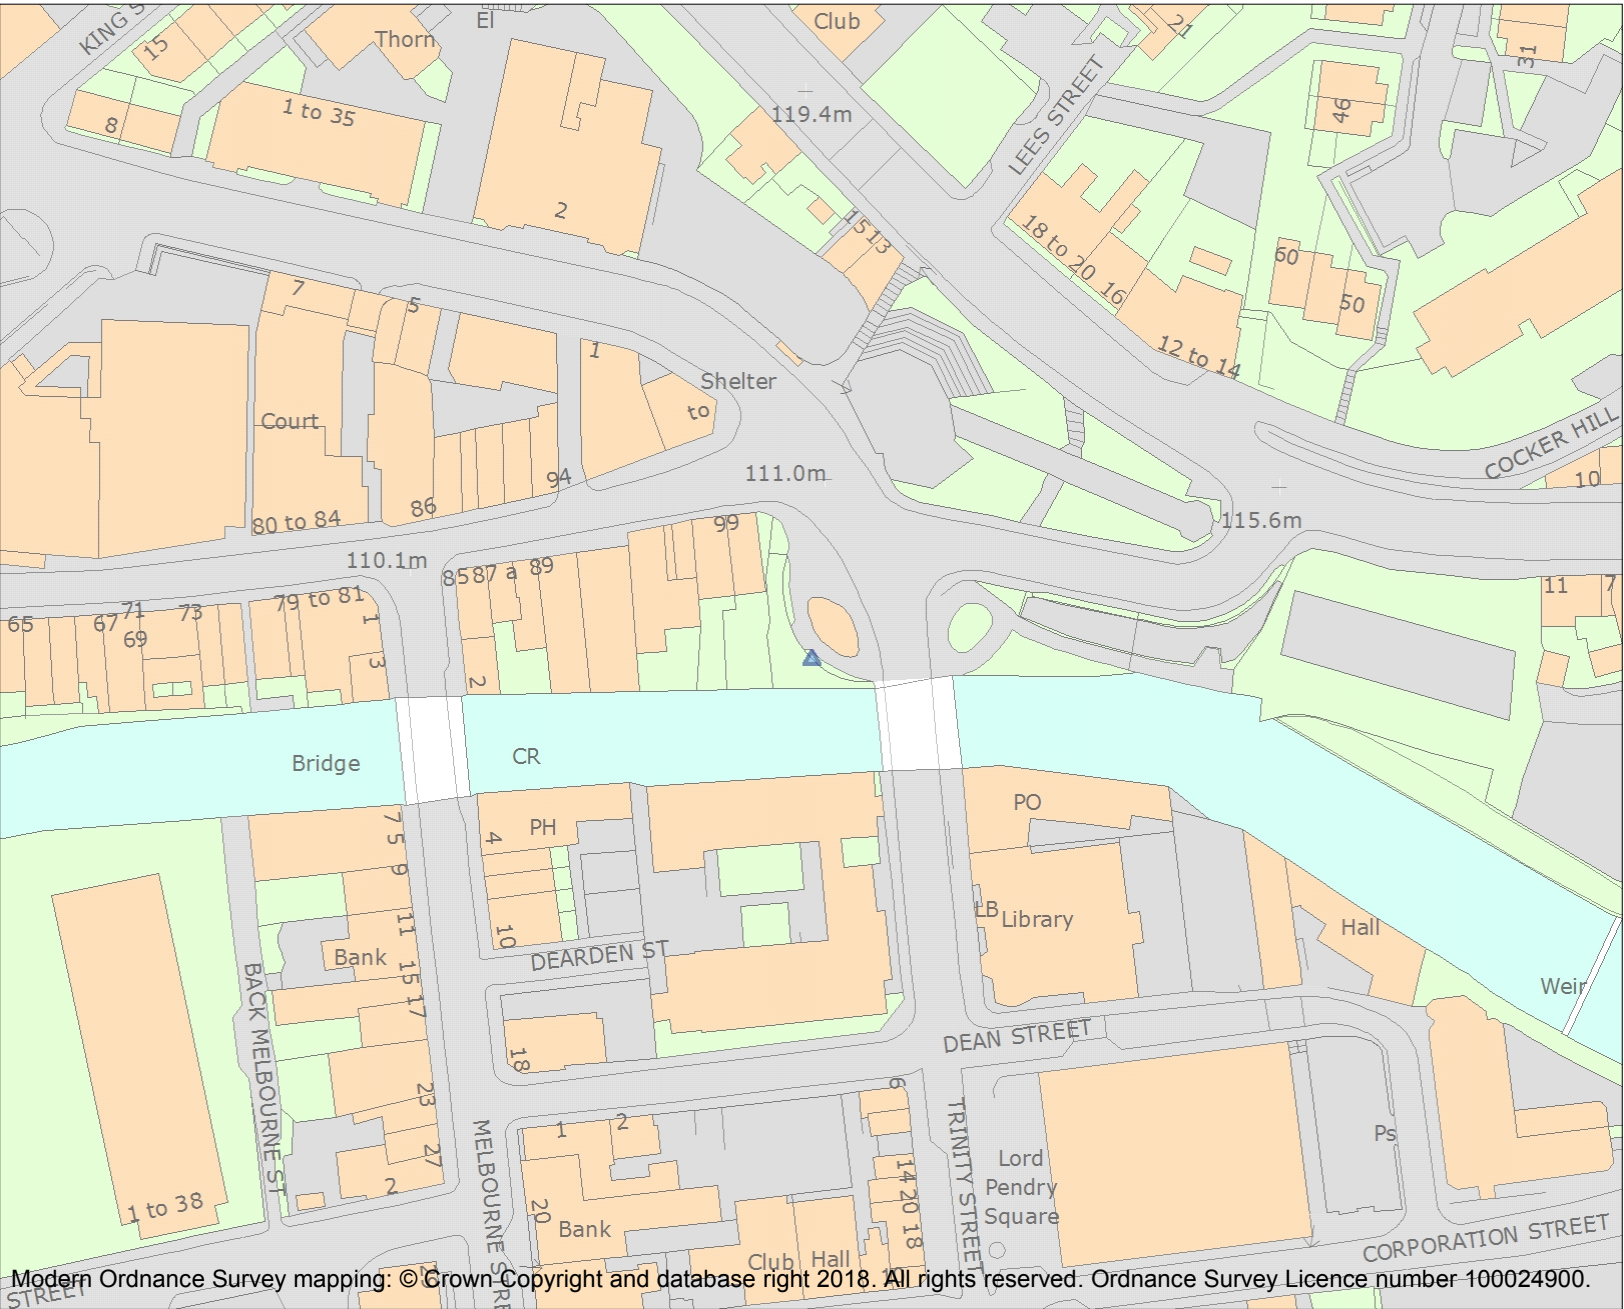 KING S
15
Thorn
El
Club
21
31
8
1 to 35
119.4m
LEES STREET
46
2
15
13
18 to 20
16
60
50
12 to 14
7
5
1
to
Shelter
Court
COCKER HILL
10
94
86
80 to 84
111.0m
115.6m
99
110.1m
85
87
a
89
11
7
65
67
71
69
73
79 to 81
1
3
2
Bridge
CR
PO
PH
4
7
5
9
11
10
Bank
15
17
DEARDEN ST
LB
Library
Hall
Weir
BACK MELBOURNE ST
18
DEAN STREET
23
27
2
1 to 38
MELBOURNE STRE
1
2
20
Bank
6
14
20
18
TRINITY STREET
Lord
Pendry
Square
Ps
Club
Hall
CORPORATION STREET
STREET
Modern Ordnance Survey mapping: © Crown Copyright and database right 2018. All rights reserved. Ordnance Survey Licence number 100024900.